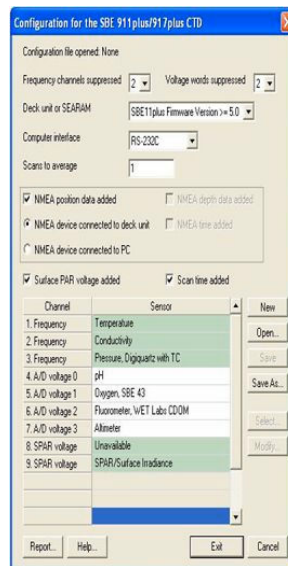 Configuration for the SBE 911plus/917plus CTD
Configuration file opened: None
Frequency channels suppressed 2 Voltage words suppressed 2
Deck unit or SEARAM SBE11plus Firmware Version >= 5.0
Computer interface RS-232C
Scans to average 1
NMEA position data added NMEA depth data added
NMEA device connected to deck unit NMEA time added
NMEA device connected to PC
Surface PAR voltage added Scan time added
Channel Sensor New
1. Frequency Temperature
2. Frequency Conductivity Open...
3. Frequency Pressure, Digiquartz with TC Save
4. A/D voltage 0 pH
5. A/D voltage 1 Oxygen, SBE 43 Save As...
6. A/D voltage 2 Fluorometer, WET Labs CDOM
7. A/D voltage 3 Altimeter Select...
8. SPAR voltage Unavailable Modify...
9. SPAR voltage SPAR/Surface Irradiance
Report... Help... Exit Cancel